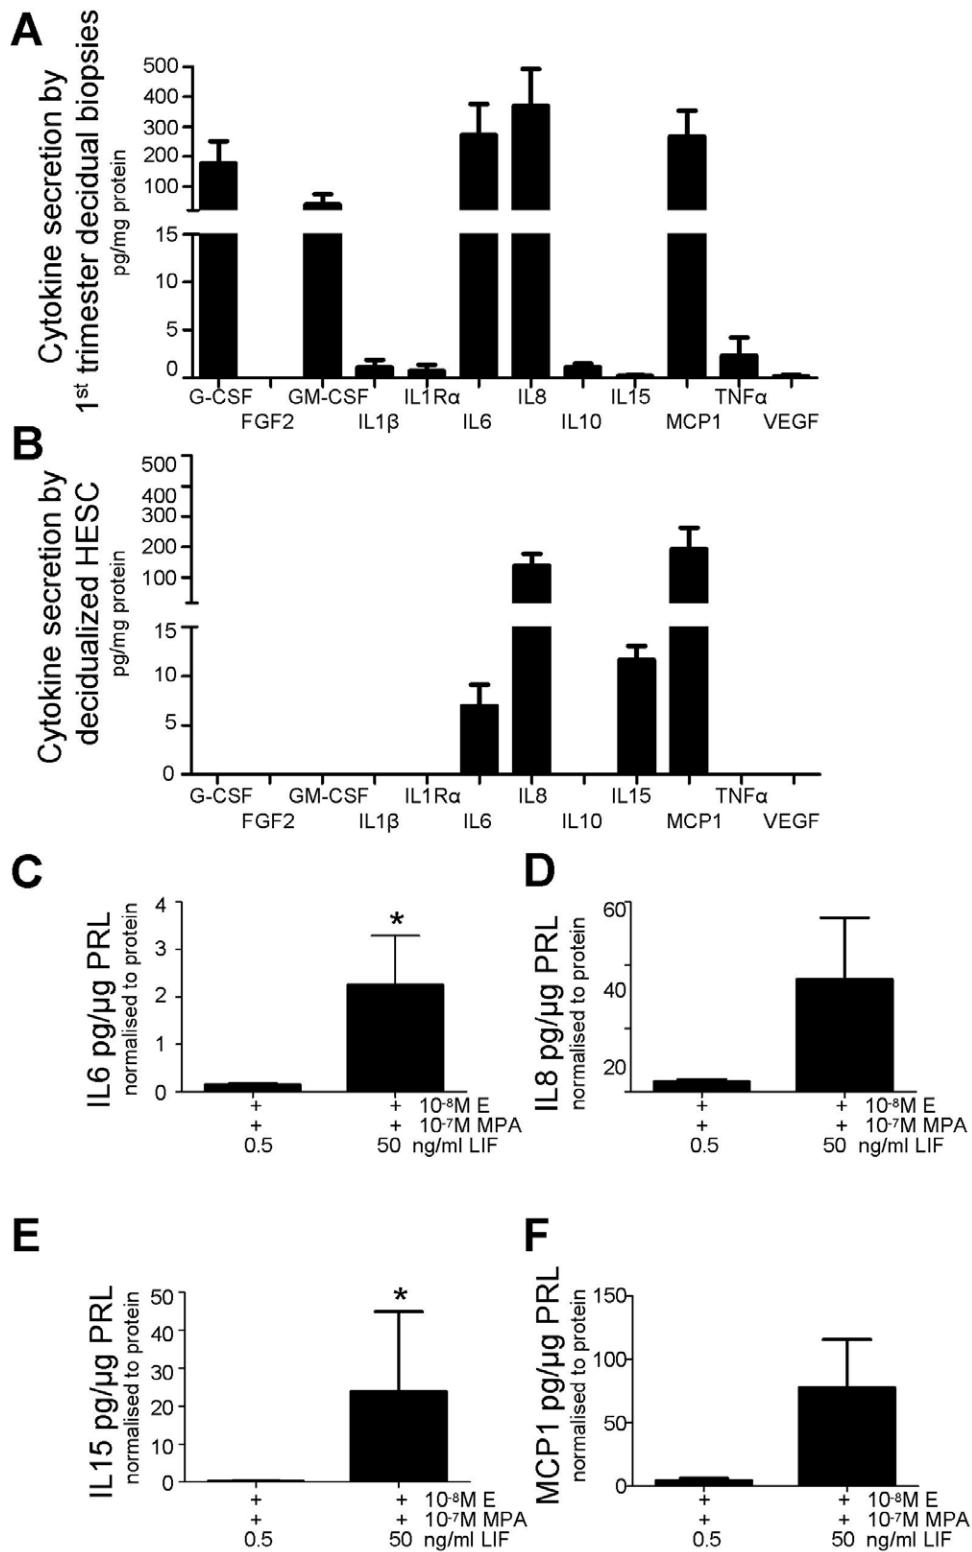 A
Cytokine secretion by
1st trimester decidual biopsies
pg/mg protein
500
400
300
200
100
15
10
5
0
G-CSF GM-CSF IL1Rα IL8 IL15 TNFα
FGF2 IL1β IL6 IL10 MCP1 VEGF
B
Cytokine secretion by
decidualized HESC
pg/mg protein
500
400
300
200
100
15
10
5
0
G-CSF GM-CSF IL1Rα IL8 IL15 TNFα
FGF2 IL1β IL6 IL10 MCP1 VEGF
C
IL6 pg/µg PRL
normalised to protein
4
3
2
1
0
*
+ + 10-8M E
+ + 10-7M MPA
0.5 50 ng/ml LIF
D
IL8 pg/µg PRL
normalised to protein
60
40
20
+ + 10-8M E
+ + 10-7M MPA
0.5 50 ng/ml LIF
E
IL15 pg/µg PRL
normalised to protein
50
40
30
20
10
0
*
+ + 10-8M E
+ + 10-7M MPA
0.5 50 ng/ml LIF
F
MCP1 pg/µg PRL
normalised to protein
150
100
50
0
+ + 10-8M E
+ + 10-7M MPA
0.5 50 ng/ml LIF